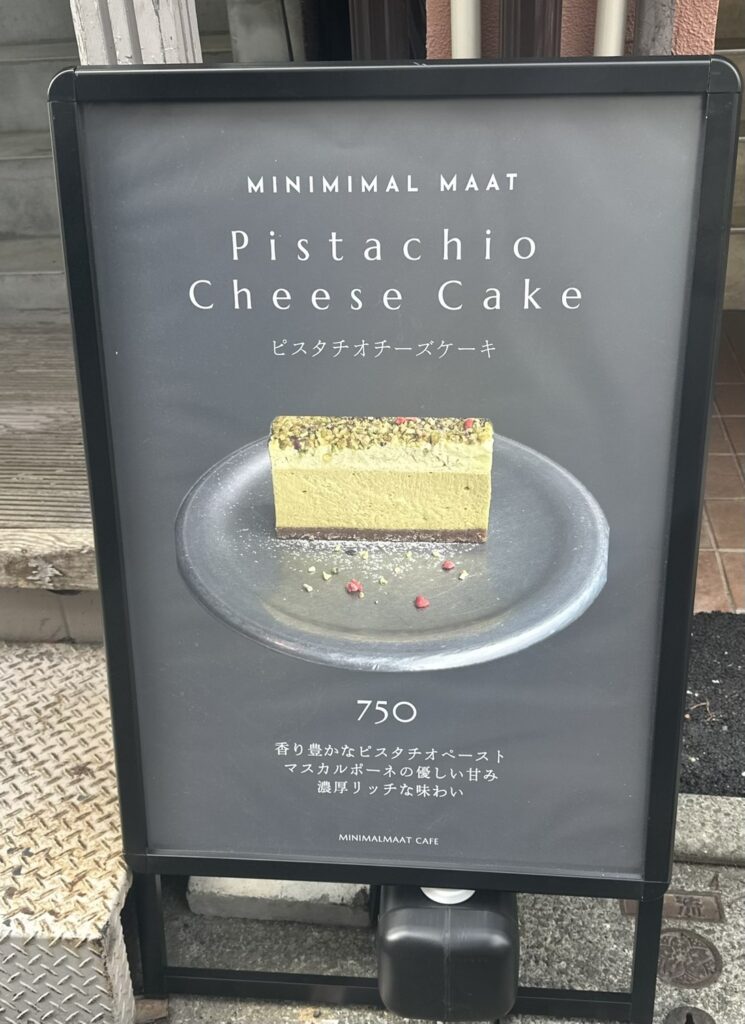 MINIMIMAL MAAT
Pistachio
Cheese Cake
ピスタチオチーズケーキ
750
香り豊かなピスタチオペースト
マスカルポーネの優しい甘み
濃厚リッチな味わい
MINIMALMAAT CAFE